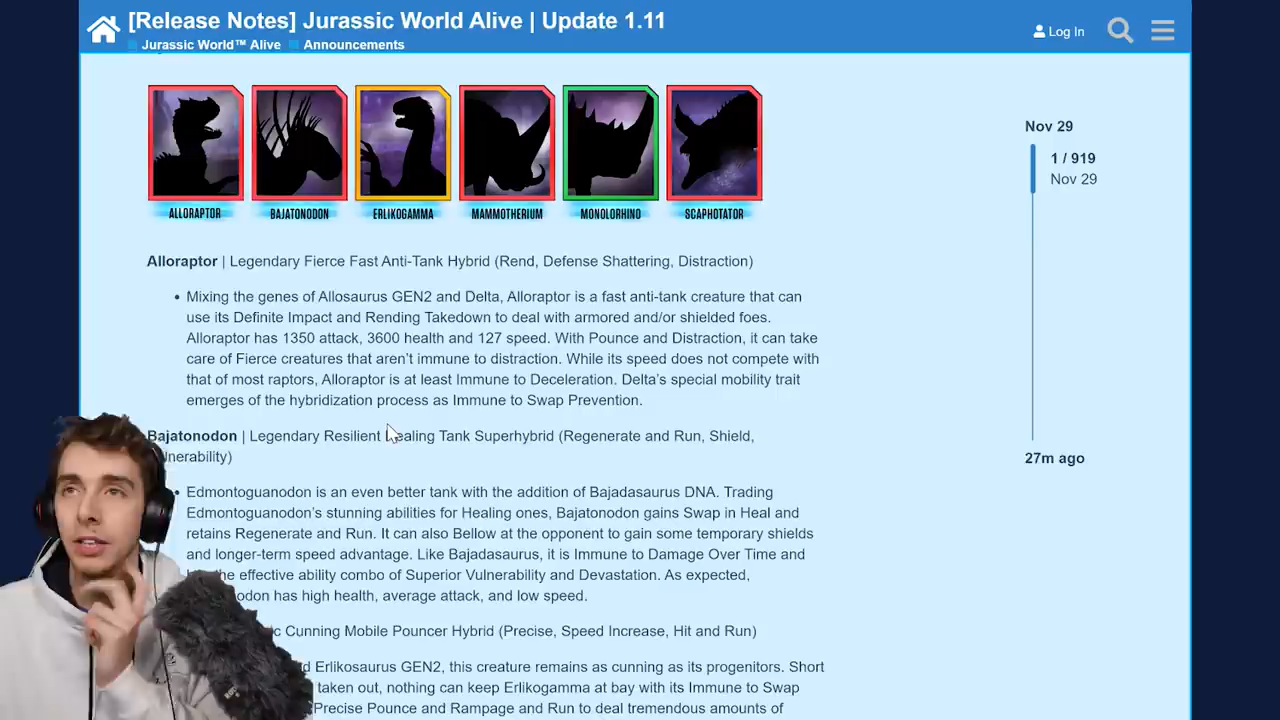 [Release Notes] Jurassic World Alive | Update 1.11
Jurassic World™ Alive Announcements
Log In
ALLORAPTOR BAJATONODON ERLIKOGAMMA MAMMOTHERIUM MONOLORHINO SCAPHOTATOR
Nov 29
1 / 919
Nov 29
27m ago
Alloraptor | Legendary Fierce Fast Anti-Tank Hybrid (Rend, Defense Shattering, Distraction)
• Mixing the genes of Allosaurus GEN2 and Delta, Alloraptor is a fast anti-tank creature that can
use its Definite Impact and Rending Takedown to deal with armored and/or shielded foes.
Alloraptor has 1350 attack, 3600 health and 127 speed. With Pounce and Distraction, it can take
care of Fierce creatures that aren’t immune to distraction. While its speed does not compete with
that of most raptors, Alloraptor is at least Immune to Deceleration. Delta’s special mobility trait
emerges of the hybridization process as Immune to Swap Prevention.
Bajatonodon | Legendary Resilient Healing Tank Superhybrid (Regenerate and Run, Shield,
nerability)
• Edmontoguanodon is an even better tank with the addition of Bajadasaurus DNA. Trading
Edmontoguanodon’s stunning abilities for Healing ones, Bajatonodon gains Swap in Heal and
retains Regenerate and Run. It can also Bellow at the opponent to gain some temporary shields
and longer-term speed advantage. Like Bajadasaurus, it is Immune to Damage Over Time and
the effective ability combo of Superior Vulnerability and Devastation. As expected,
odon has high health, average attack, and low speed.
c Cunning Mobile Pouncer Hybrid (Precise, Speed Increase, Hit and Run)
d Erlikosaurus GEN2, this creature remains as cunning as its progenitors. Short
taken out, nothing can keep Erlikogamma at bay with its Immune to Swap
Precise Pounce and Rampage and Run to deal tremendous amounts of